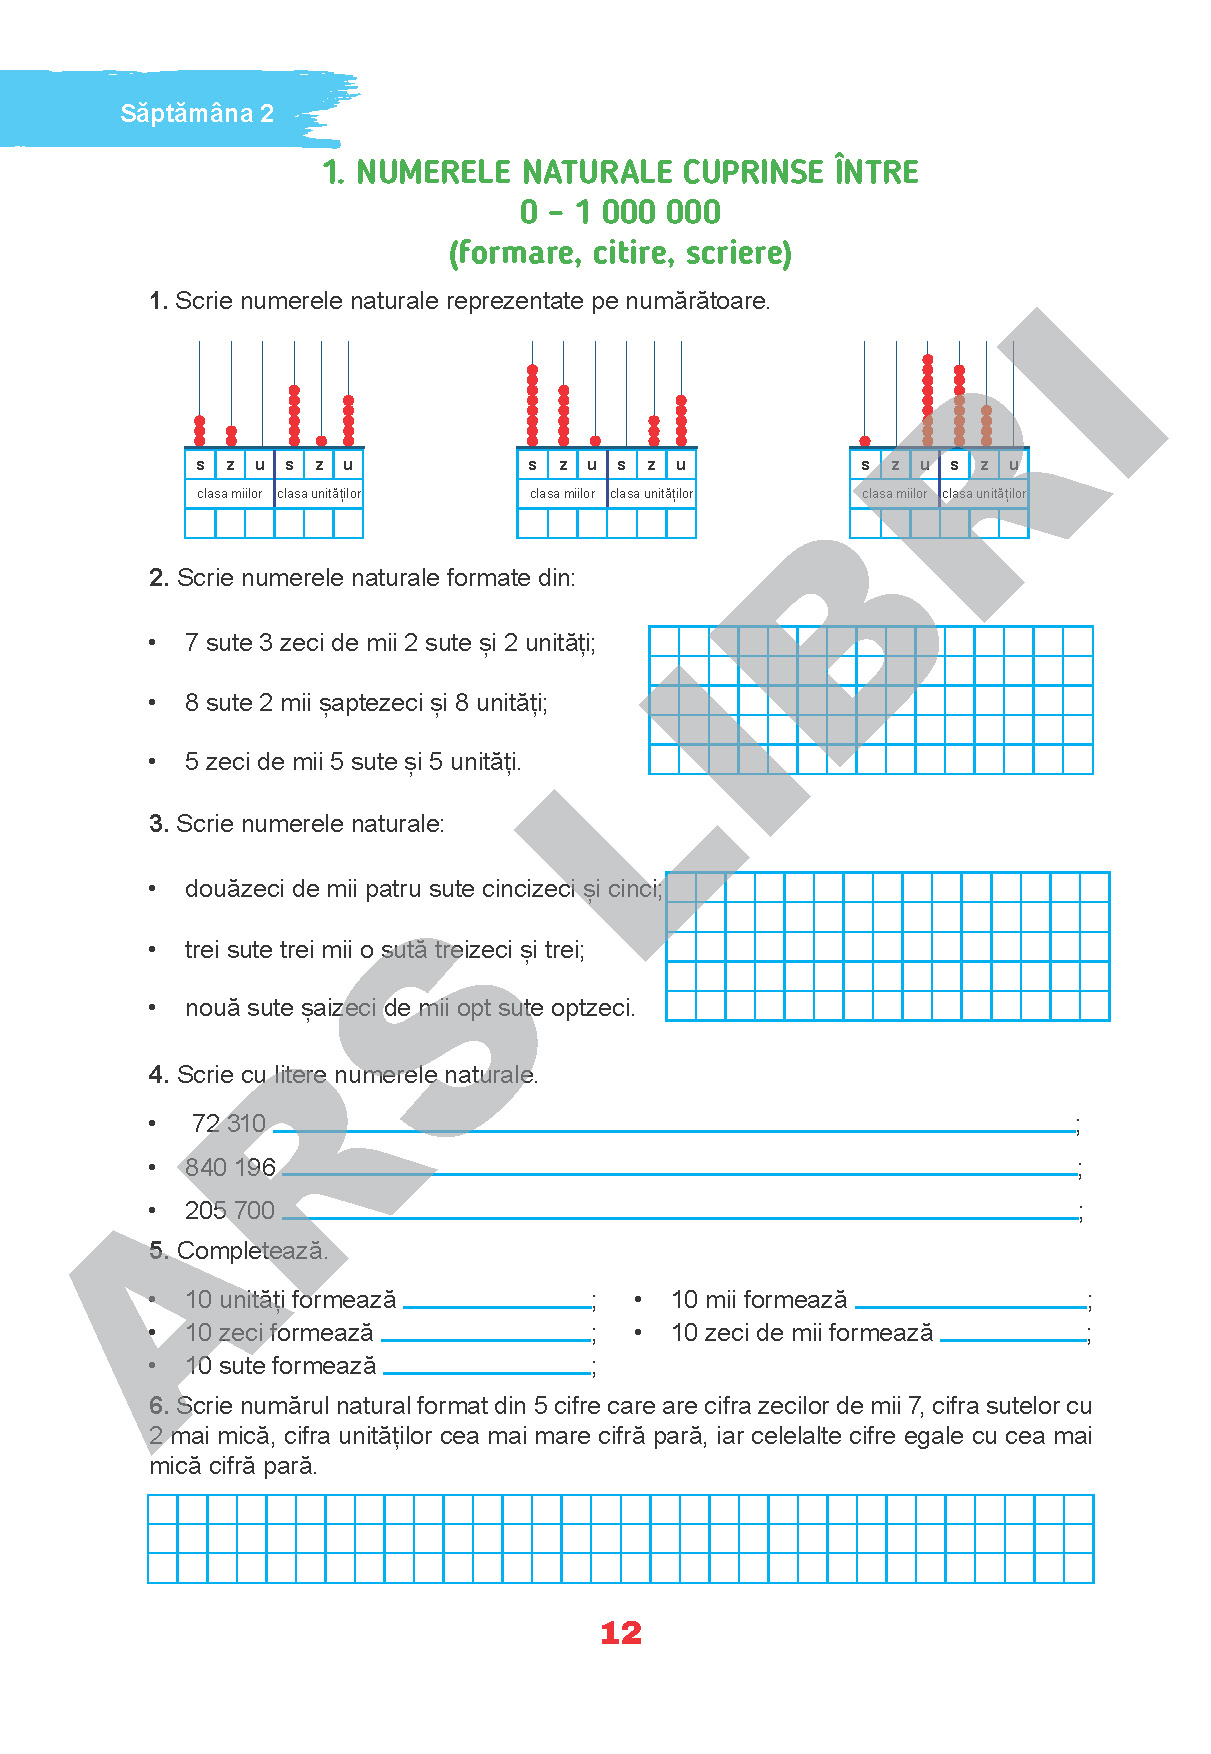 Săptămâna 2
1. NUMERELE NATURALE CUPRINSE ÎNTRE
0 – 1 000 000
(formare, citire, scriere)
1. Scrie numerele naturale reprezentate pe numărătoare.
s z u s z u s z u s z u s z u s z u
clasa miilor clasa unităților clasa miilor clasa unităților clasa miilor clasa unităților
2. Scrie numerele naturale formate din:
• 7 sute 3 zeci de mii 2 sute și 2 unități;
• 8 sute 2 mii șaptezeci și 8 unități;
• 5 zeci de mii 5 sute și 5 unități.
3. Scrie numerele naturale:
• douăzeci de mii patru sute cincizeci și cinci;
• trei sute trei mii o sută treizeci și trei;
• nouă sute șaizeci de mii opt sute optzeci.
4. Scrie cu litere numerele naturale.
• 72 310 ;
• 840 196 ;
• 205 700 ;
5. Completează.
• 10 unități formează ; • 10 mii formează ;
• 10 zeci formează ; • 10 zeci de mii formează ;
• 10 sute formează ;
6. Scrie numărul natural format din 5 cifre care are cifra zecilor de mii 7, cifra sutelor cu
2 mai mică, cifra unităților cea mai mare cifră pară, iar celelalte cifre egale cu cea mai
mică cifră pară.
12
ARS LIBRI